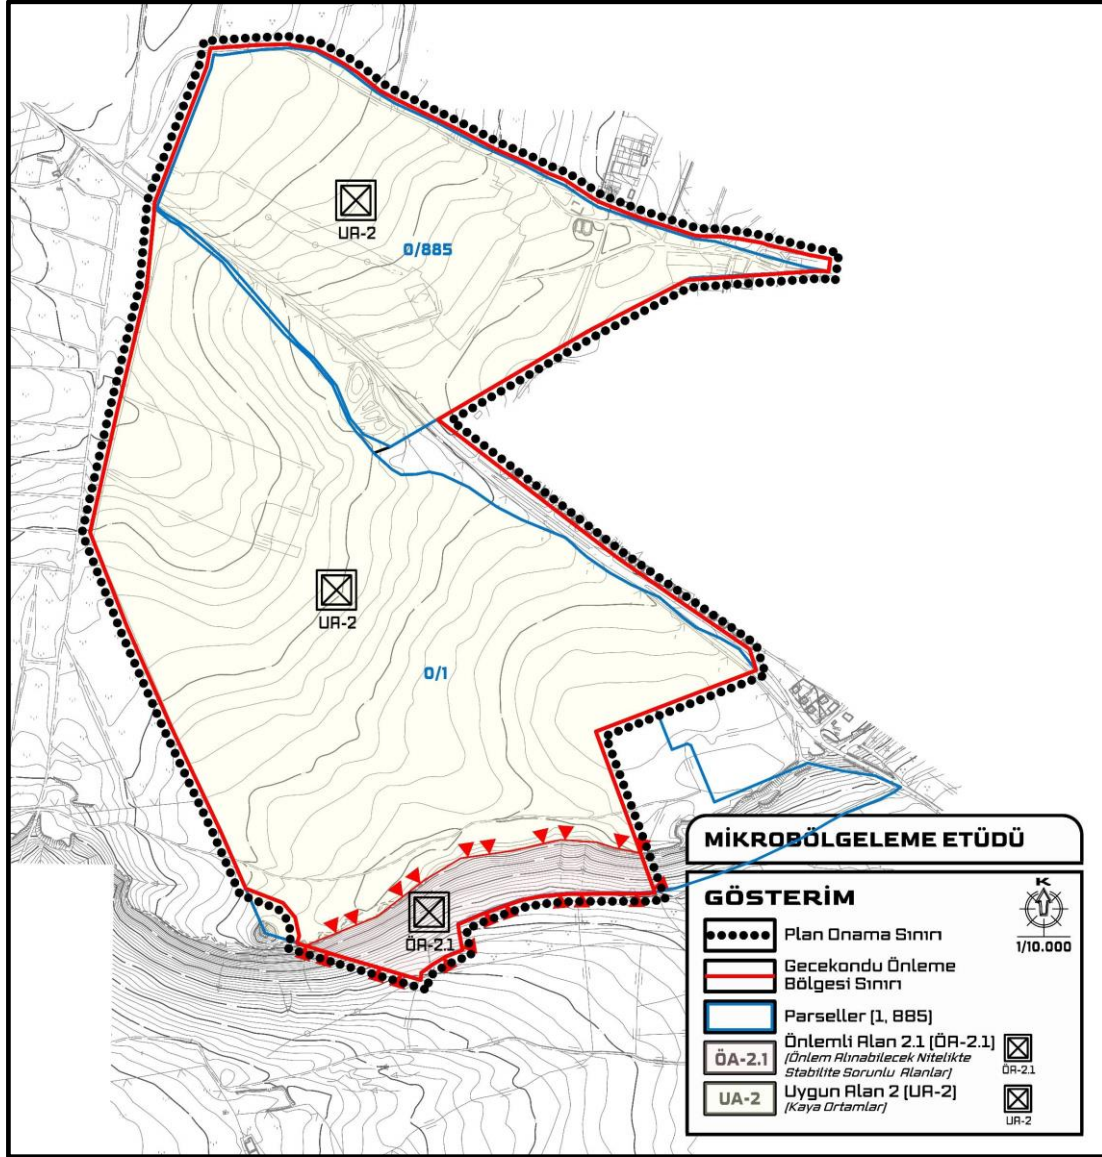 UA-2
0/885
UA-2
0/1
ÖA-2.1
MİKROBÖLGELEME ETÜDÜ
GÖSTERİM
K
1/10.000
Plan Onama Sınırı
Gecekondu Önleme
Bölgesi Sınırı
Parseller (1, 885)
ÖA-2.1
Önlemli Alan 2.1 (ÖA-2.1)
(Önlem Alınabilecek Nitelikte
Stabilite Sorunlu Alanlar)
ÖA-2.1
UA-2
Uygun Alan 2 (UA-2)
(Kaya Ortamlar)
UA-2